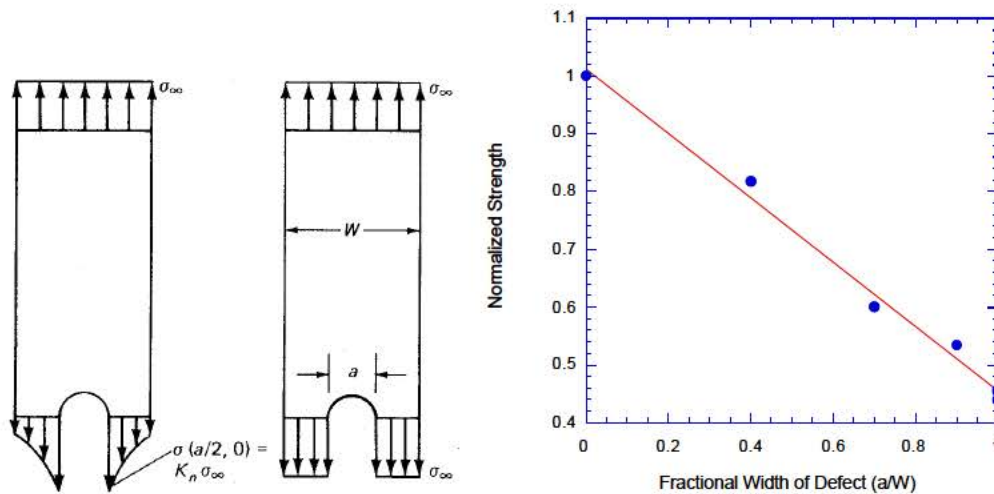 σ∞
σ (a/2, 0) =
Kn σ∞
σ∞
W
a
σ∞
Normalized Strength
1.1
1
0.9
0.8
0.7
0.6
0.5
0.4
0
0.2
0.4
0.6
0.8
Fractional Width of Defect (a/W)